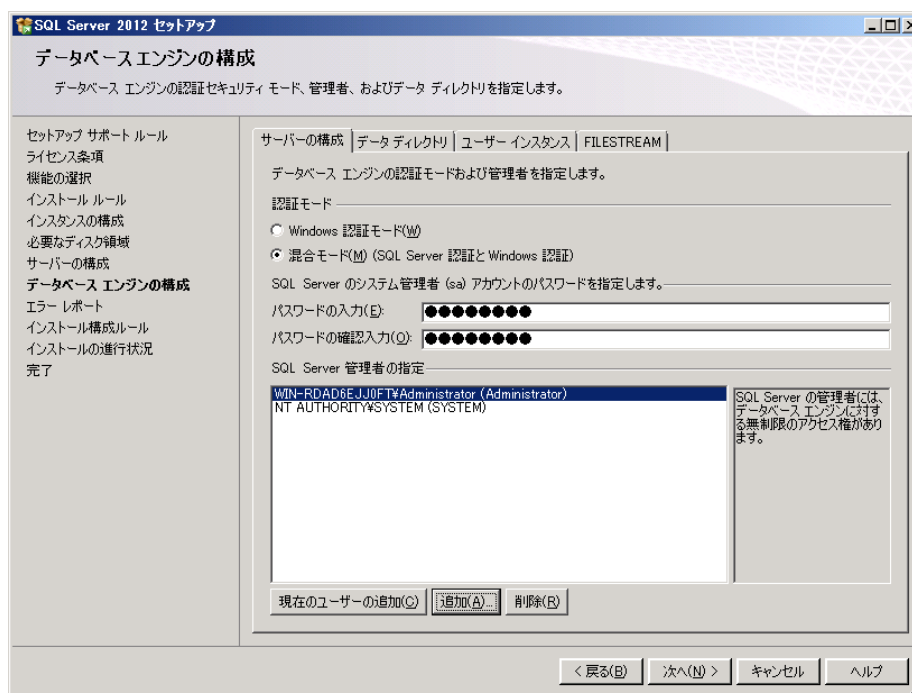 SQL Server 2012 セットアップ
データベース エンジンの構成
データベース エンジンの認証セキュリティ モード、管理者、およびデータ ディレクトリを指定します。
セットアップ サポート ルール
ライセンス条項
機能の選択
インストール ルール
インスタンスの構成
必要なディスク領域
サーバーの構成
データベース エンジンの構成
エラー レポート
インストール構成ルール
インストールの進行状況
完了
サーバーの構成 データ ディレクトリ ユーザー インスタンス FILESTREAM
データベース エンジンの認証モードおよび管理者を指定します。
認証モード
Windows 認証モード(W)
混合モード(M) (SQL Server 認証と Windows 認証)
SQL Server のシステム管理者 (sa) アカウントのパスワードを指定します。
パスワードの入力(E): ●●●●●●●●
パスワードの確認入力(O): ●●●●●●●●
SQL Server 管理者の指定
WIN-RDAD6EJJ0FT¥Administrator (Administrator)
NT AUTHORITY¥SYSTEM (SYSTEM)
SQL Server の管理者には、
データベース エンジンに対す
る無制限のアクセス権があり
ます。
現在のユーザーの追加(C) 追加(A)... 削除(R)
< 戻る(B) 次へ(N) > キャンセル ヘルプ